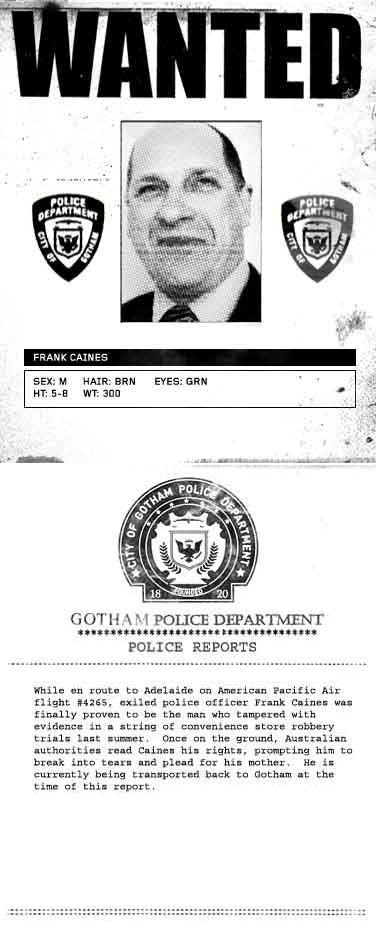 WANTED
POLICE DEPARTMENT
CITY OF GOTHAM
POLICE DEPARTMENT
CITY OF GOTHAM
FRANK CAINES
SEX: M HAIR: BRN EYES: GRN
HT: 5-8 WT: 300
CITY OF GOTHAM POLICE DEPARTMENT
18 FOUNDED 20
GOTHAM POLICE DEPARTMENT
************************************
POLICE REPORTS
While en route to Adelaide on American Pacific Air
flight #4265, exiled police officer Frank Caines was
finally proven to be the man who tampered with
evidence in a string of convenience store robbery
trials last summer.  Once on the ground, Australian
authorities read Caines his rights, prompting him to
break into tears and plead for his mother.  He is
currently being transported back to Gotham at the
time of this report.